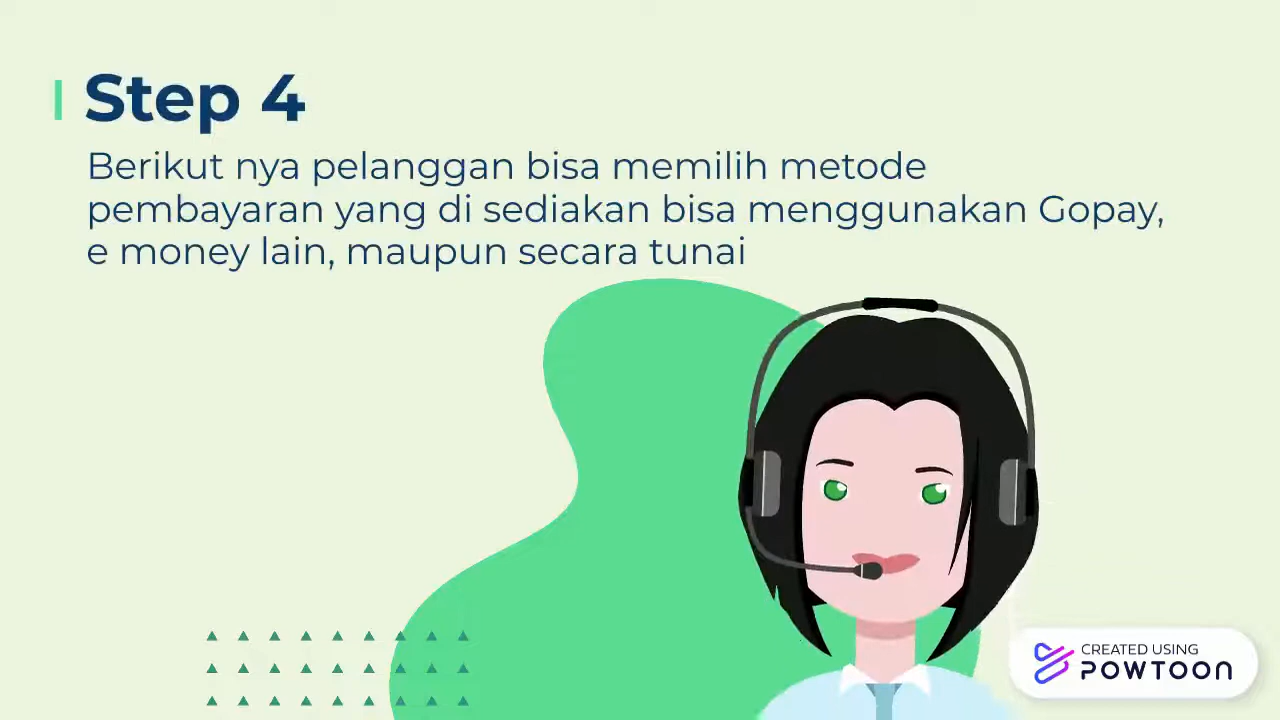 Step 4
Berikut nya pelanggan bisa memilih metode
pembayaran yang di sediakan bisa menggunakan Gopay,
e money lain, maupun secara tunai
CREATED USING
POWTOON